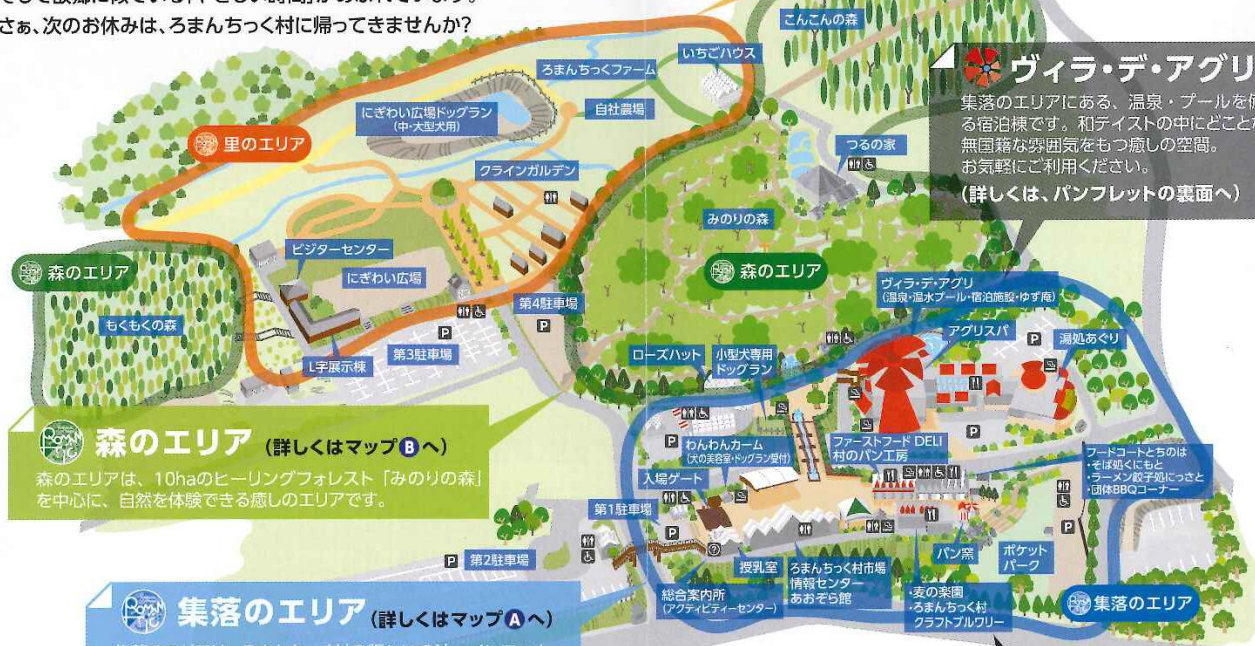 さぁ、次のお休みは、ろまんちっく村に帰ってきませんか?
こんこんの森
いちごハウス
ろまんちっくファーム
自社農場
にぎわい広場ドッグラン
(中・大型犬用)
里のエリア
クラインガルデン
つるの家
ヴィラ・デ・アグリ
集落のエリアにある、温泉・プールを
る宿泊棟です。和テイストの中にどこと
無国籍な雰囲気をもつ癒しの空間。
お気軽にご利用ください。
(詳しくは、パンフレットの裏面へ)
みのりの森
ビジターセンター
にぎわい広場
森のエリア
もくもくの森
森のエリア
ヴィラ・デ・アグリ
(温泉・温水プール・宿泊施設・ゆず庵)
アグリスパ
湯処あぐり
第4駐車場
P
P
第3駐車場
L字展示棟
ローズハット
小型犬専用
ドッグラン
P
P
P
森のエリア (詳しくはマップBへ)
森のエリアは、10haのヒーリングフォレスト「みのりの森」
を中心に、自然を体験できる癒しのエリアです。
わんわんカーム
(犬の美容室・ドッグラン受付)
ファーストフード DELI
村のパン工房
フードコートとちのは
・そば処くにもと
・ラーメン餃子処にっさと
・団体BBQコーナー
入場ゲート
第1駐車場
P
P
P 第2駐車場
授乳室
ろまんちっく村市場
情報センター
あおぞら館
パン窯
ポケット
パーク
総合案内所
(アクティビティーセンター)
・麦の楽園
・ろまんちっく村
クラフトブルワリー
集落のエリア
集落のエリア (詳しくはマップAへ)